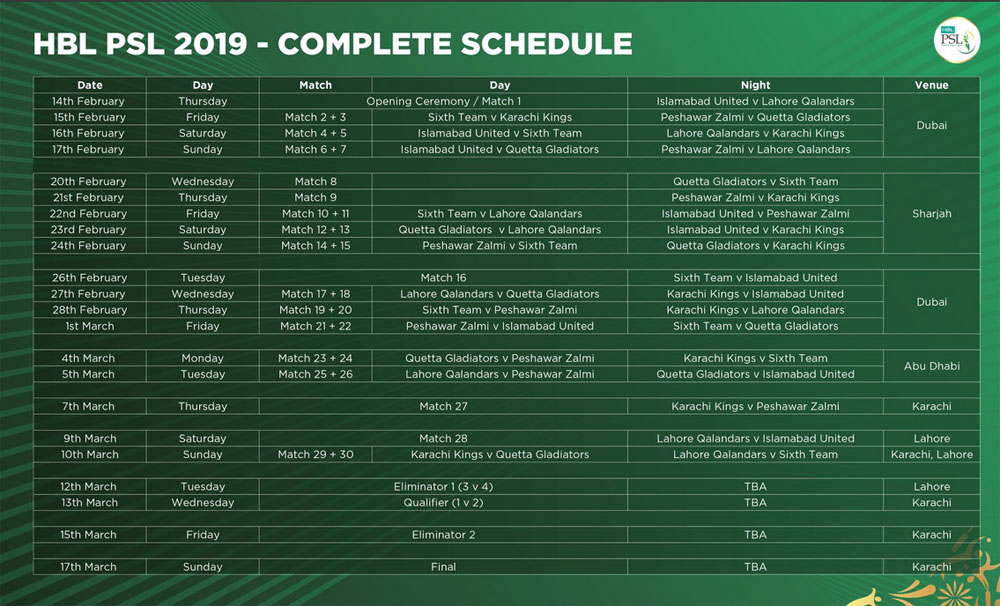 HBL PSL 2019 - COMPLETE SCHEDULE
HBL
PSL
Date Day Match Day Night Venue
14th February Thursday Opening Ceremony / Match 1 Islamabad United v Lahore Qalandars
15th February Friday Match 2 + 3 Sixth Team v Karachi Kings Peshawar Zalmi v Quetta Gladiators
Dubai
16th February Saturday Match 4 + 5 Islamabad United v Sixth Team Lahore Qalandars v Karachi Kings
17th February Sunday Match 6 + 7 Islamabad United v Quetta Gladiators Peshawar Zalmi v Lahore Qalandars
20th February Wednesday Match 8 Quetta Gladiators v Sixth Team
21st February Thursday Match 9 Peshawar Zalmi v Karachi Kings
22nd February Friday Match 10 + 11 Sixth Team v Lahore Qalandars Islamabad United v Peshawar Zalmi Sharjah
23rd February Saturday Match 12 + 13 Quetta Gladiators v Lahore Qalandars Islamabad United v Karachi Kings
24th February Sunday Match 14 + 15 Peshawar Zalmi v Sixth Team Quetta Gladiators v Karachi Kings
26th February Tuesday Match 16 Sixth Team v Islamabad United
27th February Wednesday Match 17 + 18 Lahore Qalandars v Quetta Gladiators Karachi Kings v Islamabad United
Dubai
28th February Thursday Match 19 + 20 Sixth Team v Peshawar Zalmi Karachi Kings v Lahore Qalandars
1st March Friday Match 21 + 22 Peshawar Zalmi v Islamabad United Sixth Team v Quetta Gladiators
4th March Monday Match 23 + 24 Quetta Gladiators v Peshawar Zalmi Karachi Kings v Sixth Team
Abu Dhabi
5th March Tuesday Match 25 + 26 Lahore Qalandars v Peshawar Zalmi Quetta Gladiators v Islamabad United
7th March Thursday Match 27 Karachi Kings v Peshawar Zalmi Karachi
9th March Saturday Match 28 Lahore Qalandars v Islamabad United Lahore
10th March Sunday Match 29 + 30 Karachi Kings v Quetta Gladiators Lahore Qalandars v Sixth Team Karachi, Lahore
12th March Tuesday Eliminator 1 (3 v 4) TBA Lahore
13th March Wednesday Qualifier (1 v 2) TBA Karachi
15th March Friday Eliminator 2 TBA Karachi
17th March Sunday Final TBA Karachi